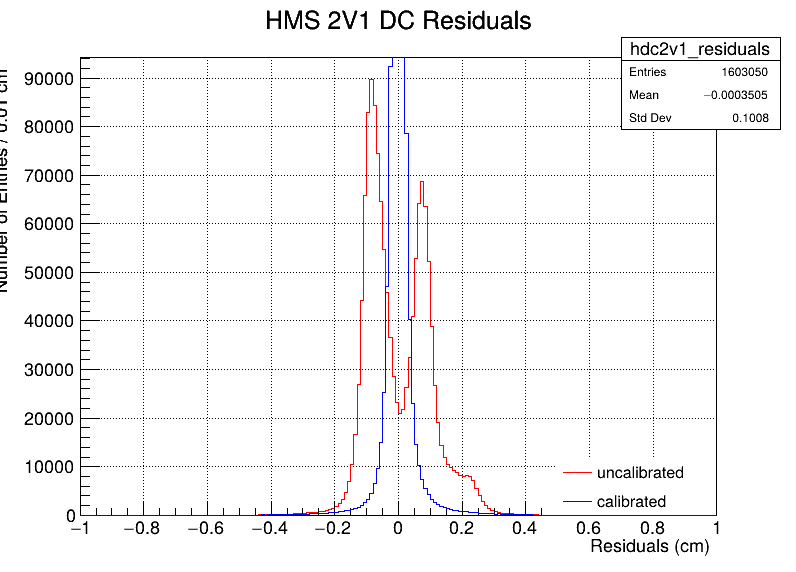 HMS 2V1 DC Residuals
hdc2v1_residuals
Entries 1603050
Mean −0.0003505
Std Dev 0.1008
Number of Entries / 0.01 cm
90000
80000
70000
60000
50000
40000
30000
20000
10000
0
uncalibrated
calibrated
−1 −0.8 −0.6 −0.4 −0.2 0 0.2 0.4 0.6 0.8 1
Residuals (cm)